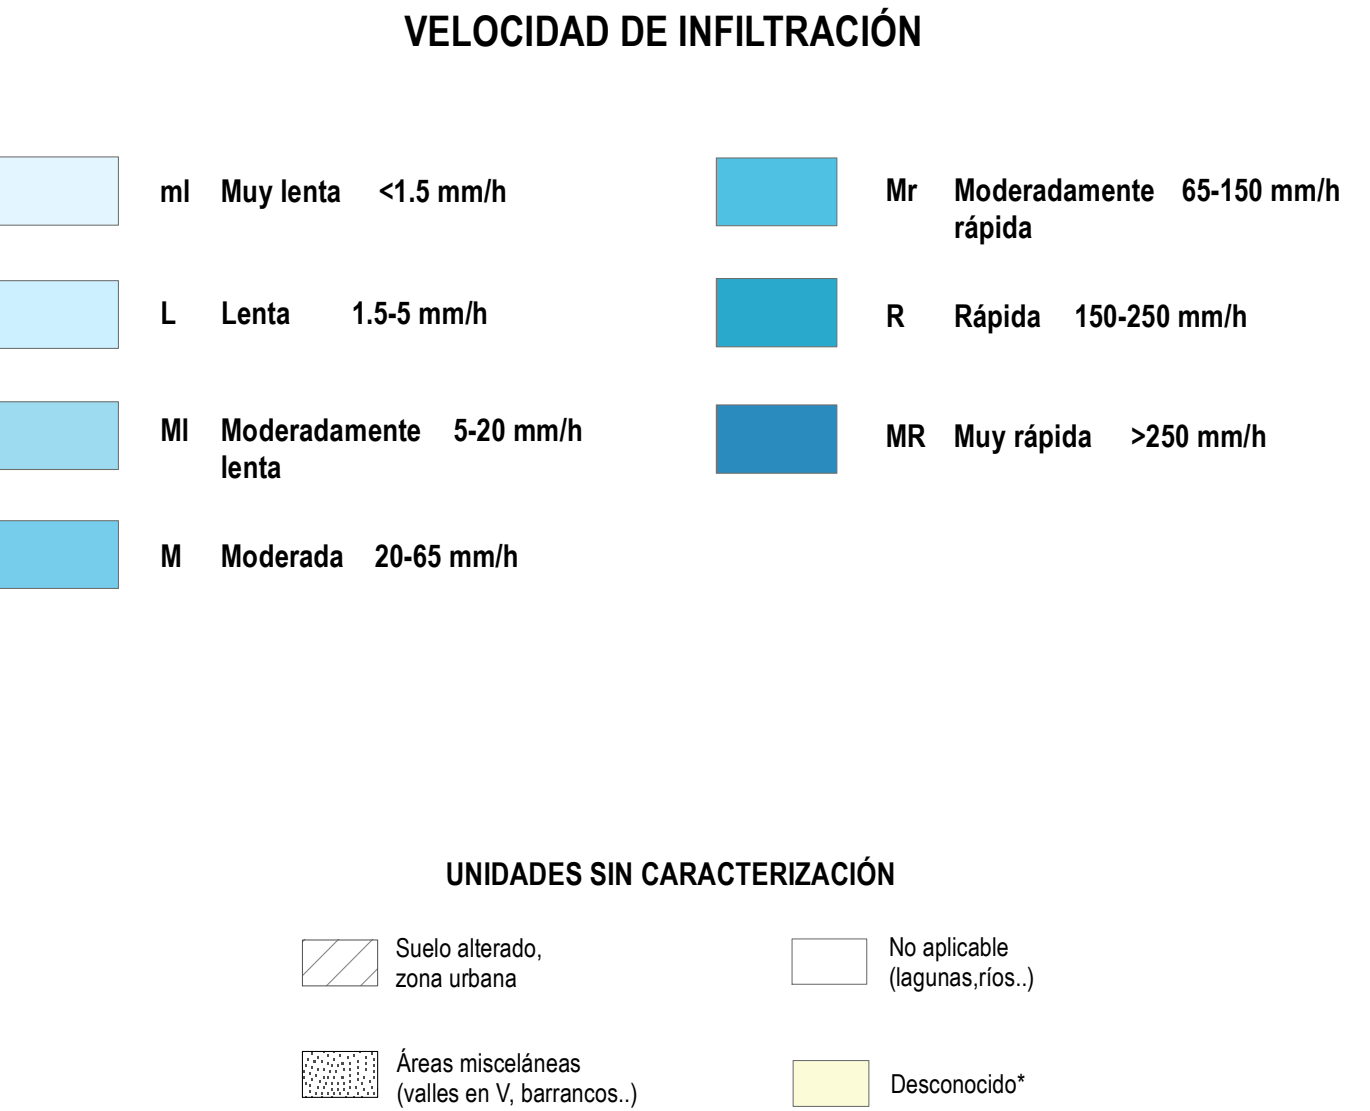 VELOCIDAD DE INFILTRACIÓN
ml Muy lenta <1.5 mm/h
L Lenta 1.5-5 mm/h
Ml Moderadamente 5-20 mm/h
lenta
M Moderada 20-65 mm/h
Mr Moderadamente 65-150 mm/h
rápida
R Rápida 150-250 mm/h
MR Muy rápida >250 mm/h
UNIDADES SIN CARACTERIZACIÓN
Suelo alterado,
zona urbana
Áreas misceláneas
(valles en V, barrancos..)
No aplicable
(lagunas,ríos..)
Desconocido*